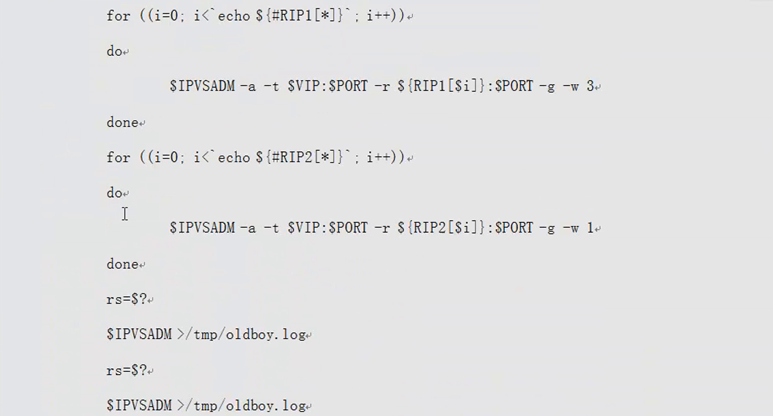 for ((i=0; i<`echo ${#RIP1[*]}`; i++))
do
$IPVSADM -a -t $VIP:$PORT -r ${RIP1[$i]}:$PORT -g -w 3
done
for ((i=0; i<`echo ${#RIP2[*]}`; i++))
do
$IPVSADM -a -t $VIP:$PORT -r ${RIP2[$i]}:$PORT -g -w 1
done
rs=$?
$IPVSADM >/tmp/oldboy.log
rs=$?
$IPVSADM >/tmp/oldboy.log